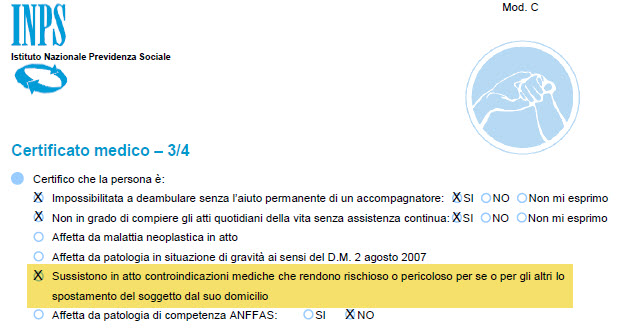 INPS
Mod. C
Istituto Nazionale Previdenza Sociale
Certificato medico – 3/4
Certifico che la persona è:
X Impossibilitata a deambulare senza l'aiuto permanente di un accompagnatore: X SI NO Non mi esprimo
X Non in grado di compiere gli atti quotidiani della vita senza assistenza continua: X SI NO Non mi esprimo
Affetta da malattia neoplastica in atto
Affetta da patologia in situazione di gravità ai sensi del D.M. 2 agosto 2007
X Sussistono in atto controindicazioni mediche che rendono rischioso o pericoloso per se o per gli altri lo
spostamento del soggetto dal suo domicilio
Affetta da patologia di competenza ANFFAS: SI X NO